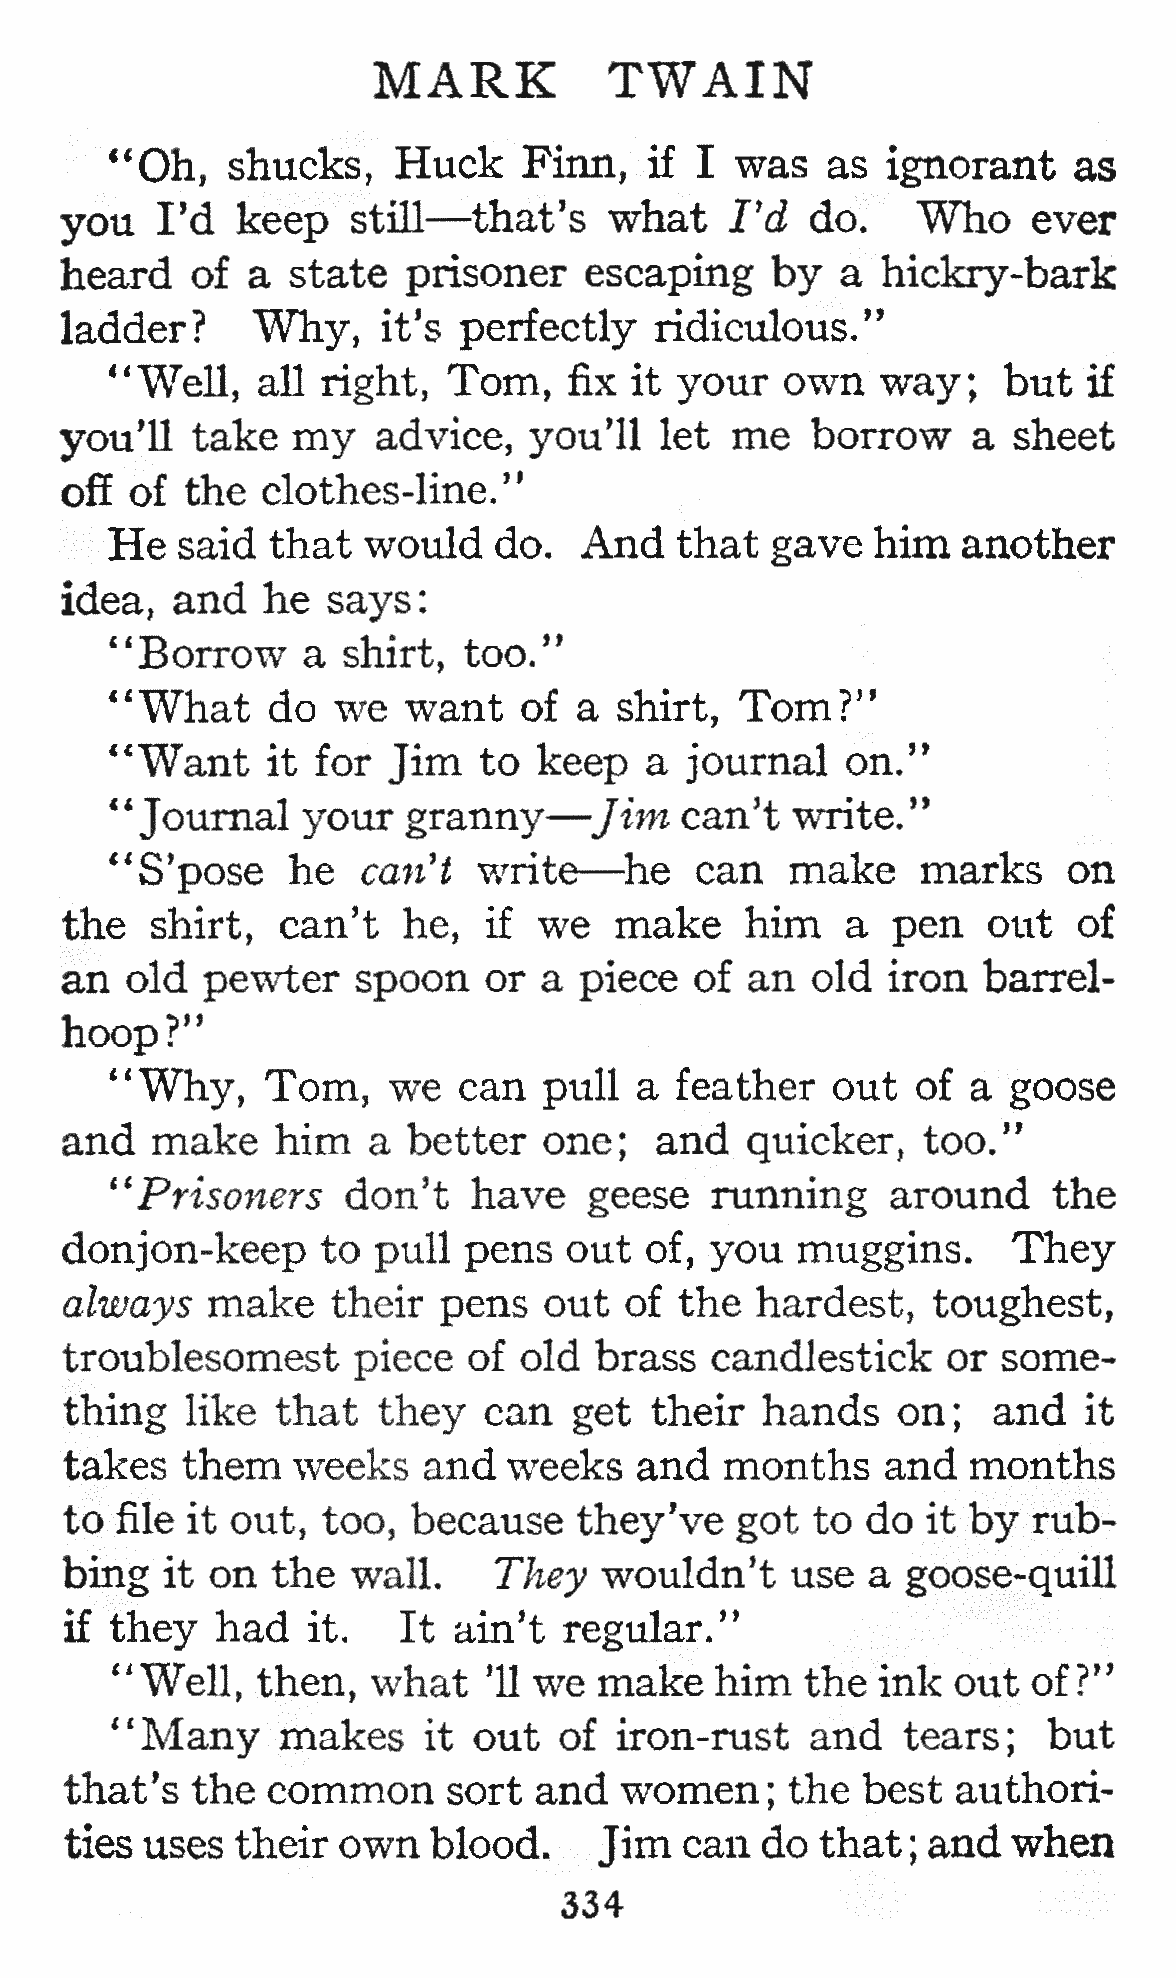 MARK TWAIN
“Oh, shucks, Huck Finn, if I was as ignorant as
you I’d keep still—that’s what I’d do. Who ever
heard of a state prisoner escaping by a hickry-bark
ladder? Why, it’s perfectly ridiculous.”
“Well, all right, Tom, fix it your own way; but if
you’ll take my advice, you’ll let me borrow a sheet
off of the clothes-line.”
He said that would do. And that gave him another
idea, and he says:
“Borrow a shirt, too.”
“What do we want of a shirt, Tom?”
“Want it for Jim to keep a journal on.”
“Journal your granny—Jim can’t write.”
“S’pose he can’t write—he can make marks on
the shirt, can’t he, if we make him a pen out of
an old pewter spoon or a piece of an old iron barrel-
hoop?”
“Why, Tom, we can pull a feather out of a goose
and make him a better one; and quicker, too.”
“Prisoners don’t have geese running around the
donjon-keep to pull pens out of, you muggins. They
always make their pens out of the hardest, toughest,
troublesomest piece of old brass candlestick or some-
thing like that they can get their hands on; and it
takes them weeks and weeks and months and months
to file it out, too, because they’ve got to do it by rub-
bing it on the wall. They wouldn’t use a goose-quill
if they had it. It ain’t regular.”
“Well, then, what ’ll we make him the ink out of?”
“Many makes it out of iron-rust and tears; but
that’s the common sort and women; the best authori-
ties uses their own blood. Jim can do that; and when
334